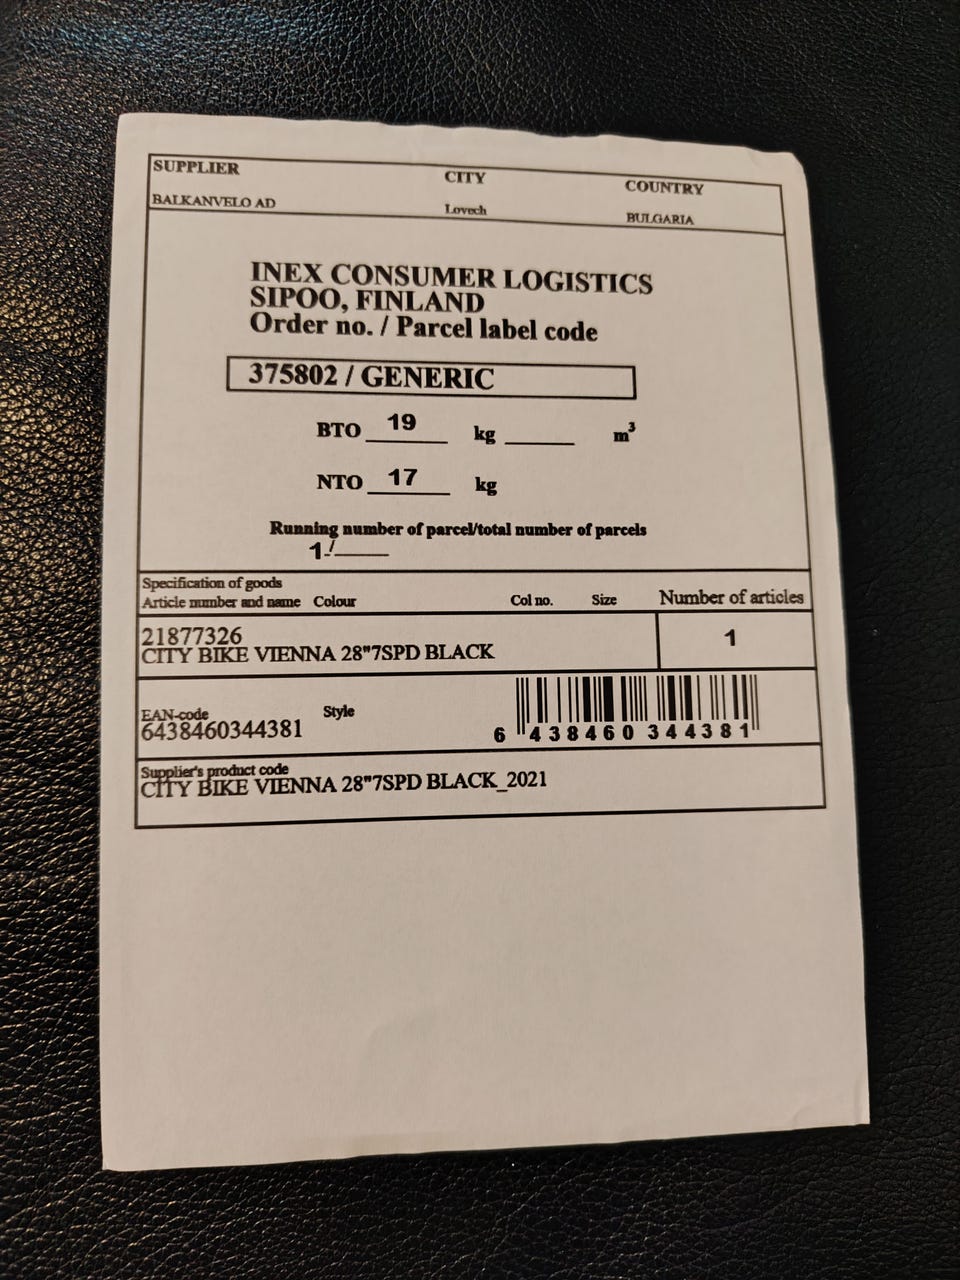 SUPPLIER CITY COUNTRY
BALKANVELO AD Lovech BULGARIA
INEX CONSUMER LOGISTICS
SIPOO, FINLAND
Order no. / Parcel label code
375802 / GENERIC
BTO 19 kg ______ m³
NTO 17 kg
Running number of parcel/total number of parcels
1 / ______
Specification of goods
Article number and name Colour Col no. Size Number of articles
21877326 1
CITY BIKE VIENNA 28"7SPD BLACK
EAN-code Style
6438460344381 6 438460 344381
Supplier's product code
CITY BIKE VIENNA 28"7SPD BLACK_2021